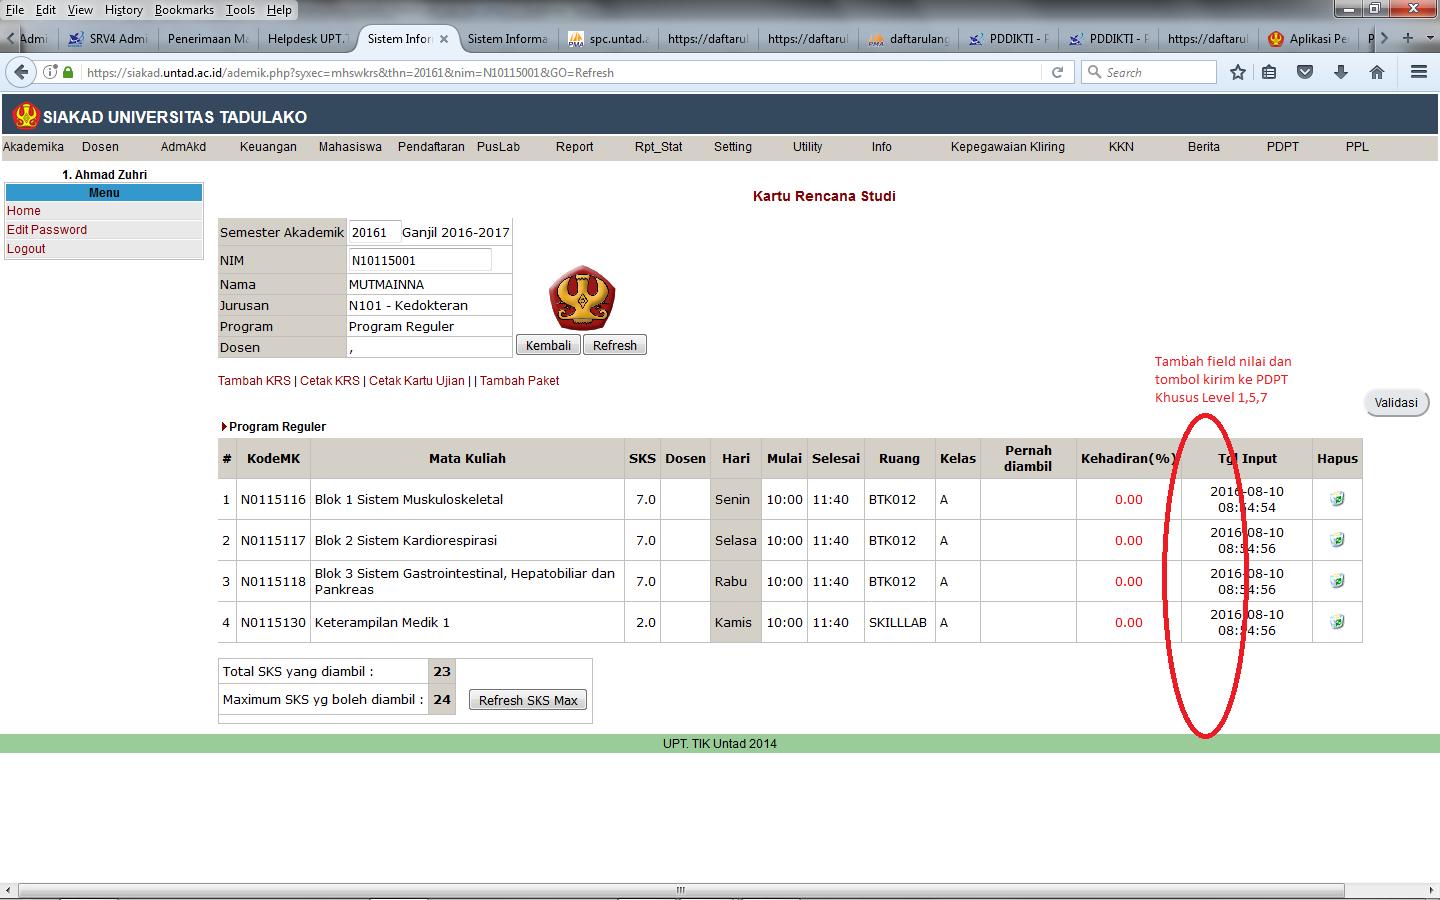 File Edit View History Bookmarks Tools Help
Admi SRV4 Admi Penerimaan Ma Helpdesk UPT.T Sistem Infor Sistem Informa spc.untad.a https://daftarul https://daftarul daftarulang PDDIKTI - P PDDIKTI - P https://daftarul Aplikasi Pe P
https://siakad.untad.ac.id/ademik.php?syxec=mhswkrs&thn=20161&nim=N10115001&GO=Refresh Search
SIAKAD UNIVERSITAS TADULAKO
Akademika Dosen AdmAkd Keuangan Mahasiswa Pendaftaran PusLab Report Rpt_Stat Setting Utility Info Kepegawaian Kliring KKN Berita PDPT PPL
1. Ahmad Zuhri
Menu
Home
Edit Password
Logout
Kartu Rencana Studi
Semester Akademik 20161 Ganjil 2016-2017
NIM N10115001
Nama MUTMAINNA
Jurusan N101 - Kedokteran
Program Program Reguler
Dosen ,
Kembali Refresh
Tambah KRS | Cetak KRS | Cetak Kartu Ujian | | Tambah Paket
Tambah field nilai dan
tombol kirim ke PDPT
Khusus Level 1,5,7
Validasi
Program Reguler
# KodeMK Mata Kuliah SKS Dosen Hari Mulai Selesai Ruang Kelas Pernah diambil Kehadiran(%) Tgl Input Hapus
1 N0115116 Blok 1 Sistem Muskuloskeletal 7.0 Senin 10:00 11:40 BTK012 A 0.00 2016-08-10 08:54:54
2 N0115117 Blok 2 Sistem Kardiorespirasi 7.0 Selasa 10:00 11:40 BTK012 A 0.00 2016-08-10 08:54:56
3 N0115118 Blok 3 Sistem Gastrointestinal, Hepatobiliar dan Pankreas 7.0 Rabu 10:00 11:40 BTK012 A 0.00 2016-08-10 08:54:56
4 N0115130 Keterampilan Medik 1 2.0 Kamis 10:00 11:40 SKILLLAB A 0.00 2016-08-10 08:54:56
Total SKS yang diambil : 23
Maximum SKS yg boleh diambil : 24 Refresh SKS Max
UPT. TIK Untad 2014